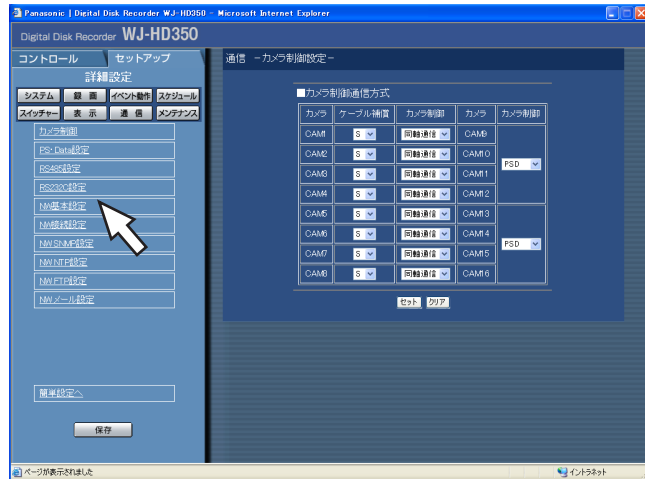 Panasonic | Digital Disk Recorder WJ-HD350 - Microsoft Internet Explorer
Digital Disk Recorder WJ-HD350
コントロール セットアップ
詳細設定
システム 録 画 イベント動作 スケジュール
スイッチャー 表 示 通 信 メンテナンス
カメラ制御
PS・Data設定
RS485設定
RS232C設定
NW基本設定
NW接続設定
NW SNMP設定
NW NTP設定
NW FTP設定
NW メール設定
簡単設定へ
保存
通信 －カメラ制御設定－
■カメラ制御通信方式
カメラ ケーブル補償 カメラ制御 カメラ カメラ制御
CAM1 S 同軸通信 CAM9
CAM2 S 同軸通信 CAM10
PSD
CAM3 S 同軸通信 CAM11
CAM4 S 同軸通信 CAM12
CAM5 S 同軸通信 CAM13
CAM6 S 同軸通信 CAM14
PSD
CAM7 S 同軸通信 CAM15
CAM8 S 同軸通信 CAM16
セット クリア
ページが表示されました イントラネット